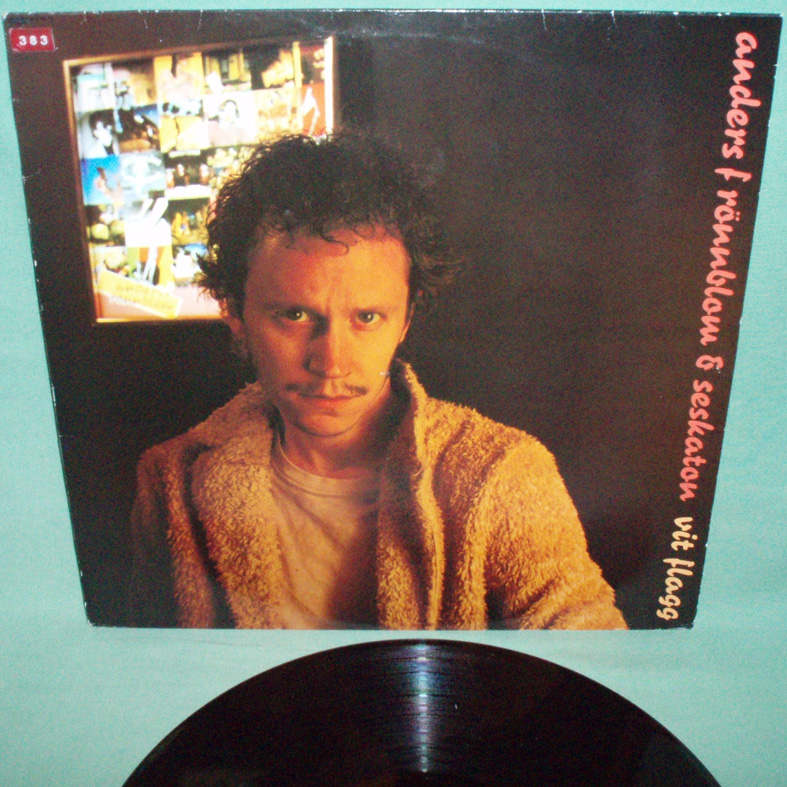 383
anders f rönnblom & seskaton vit flagg